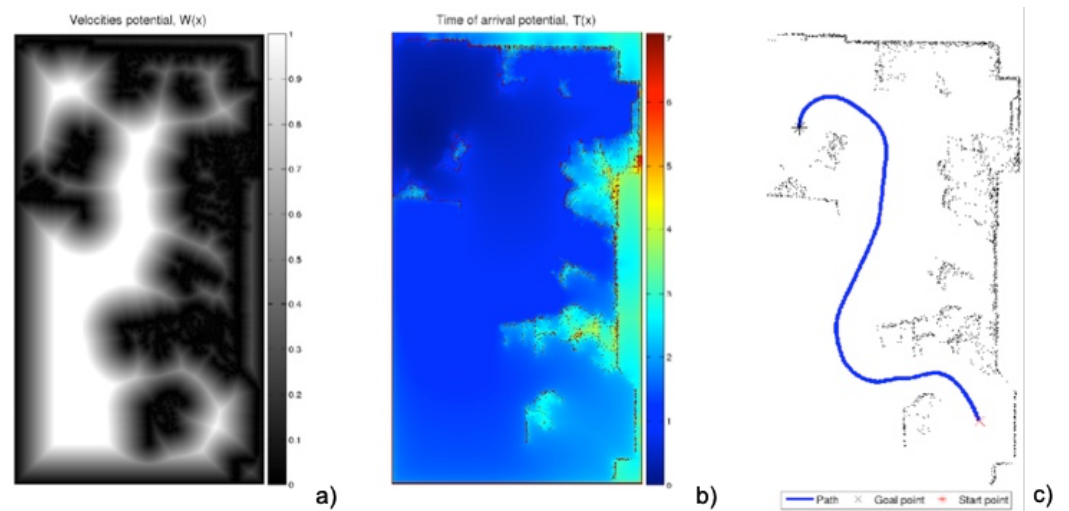 Velocities potential, W(x)
1
0.9
0.8
0.7
0.6
0.5
0.4
0.3
0.2
0.1
0
a)
Time of arrival potential, T(x)
7
6
5
4
3
2
1
0
b)
Path
Goal point
Start point
c)